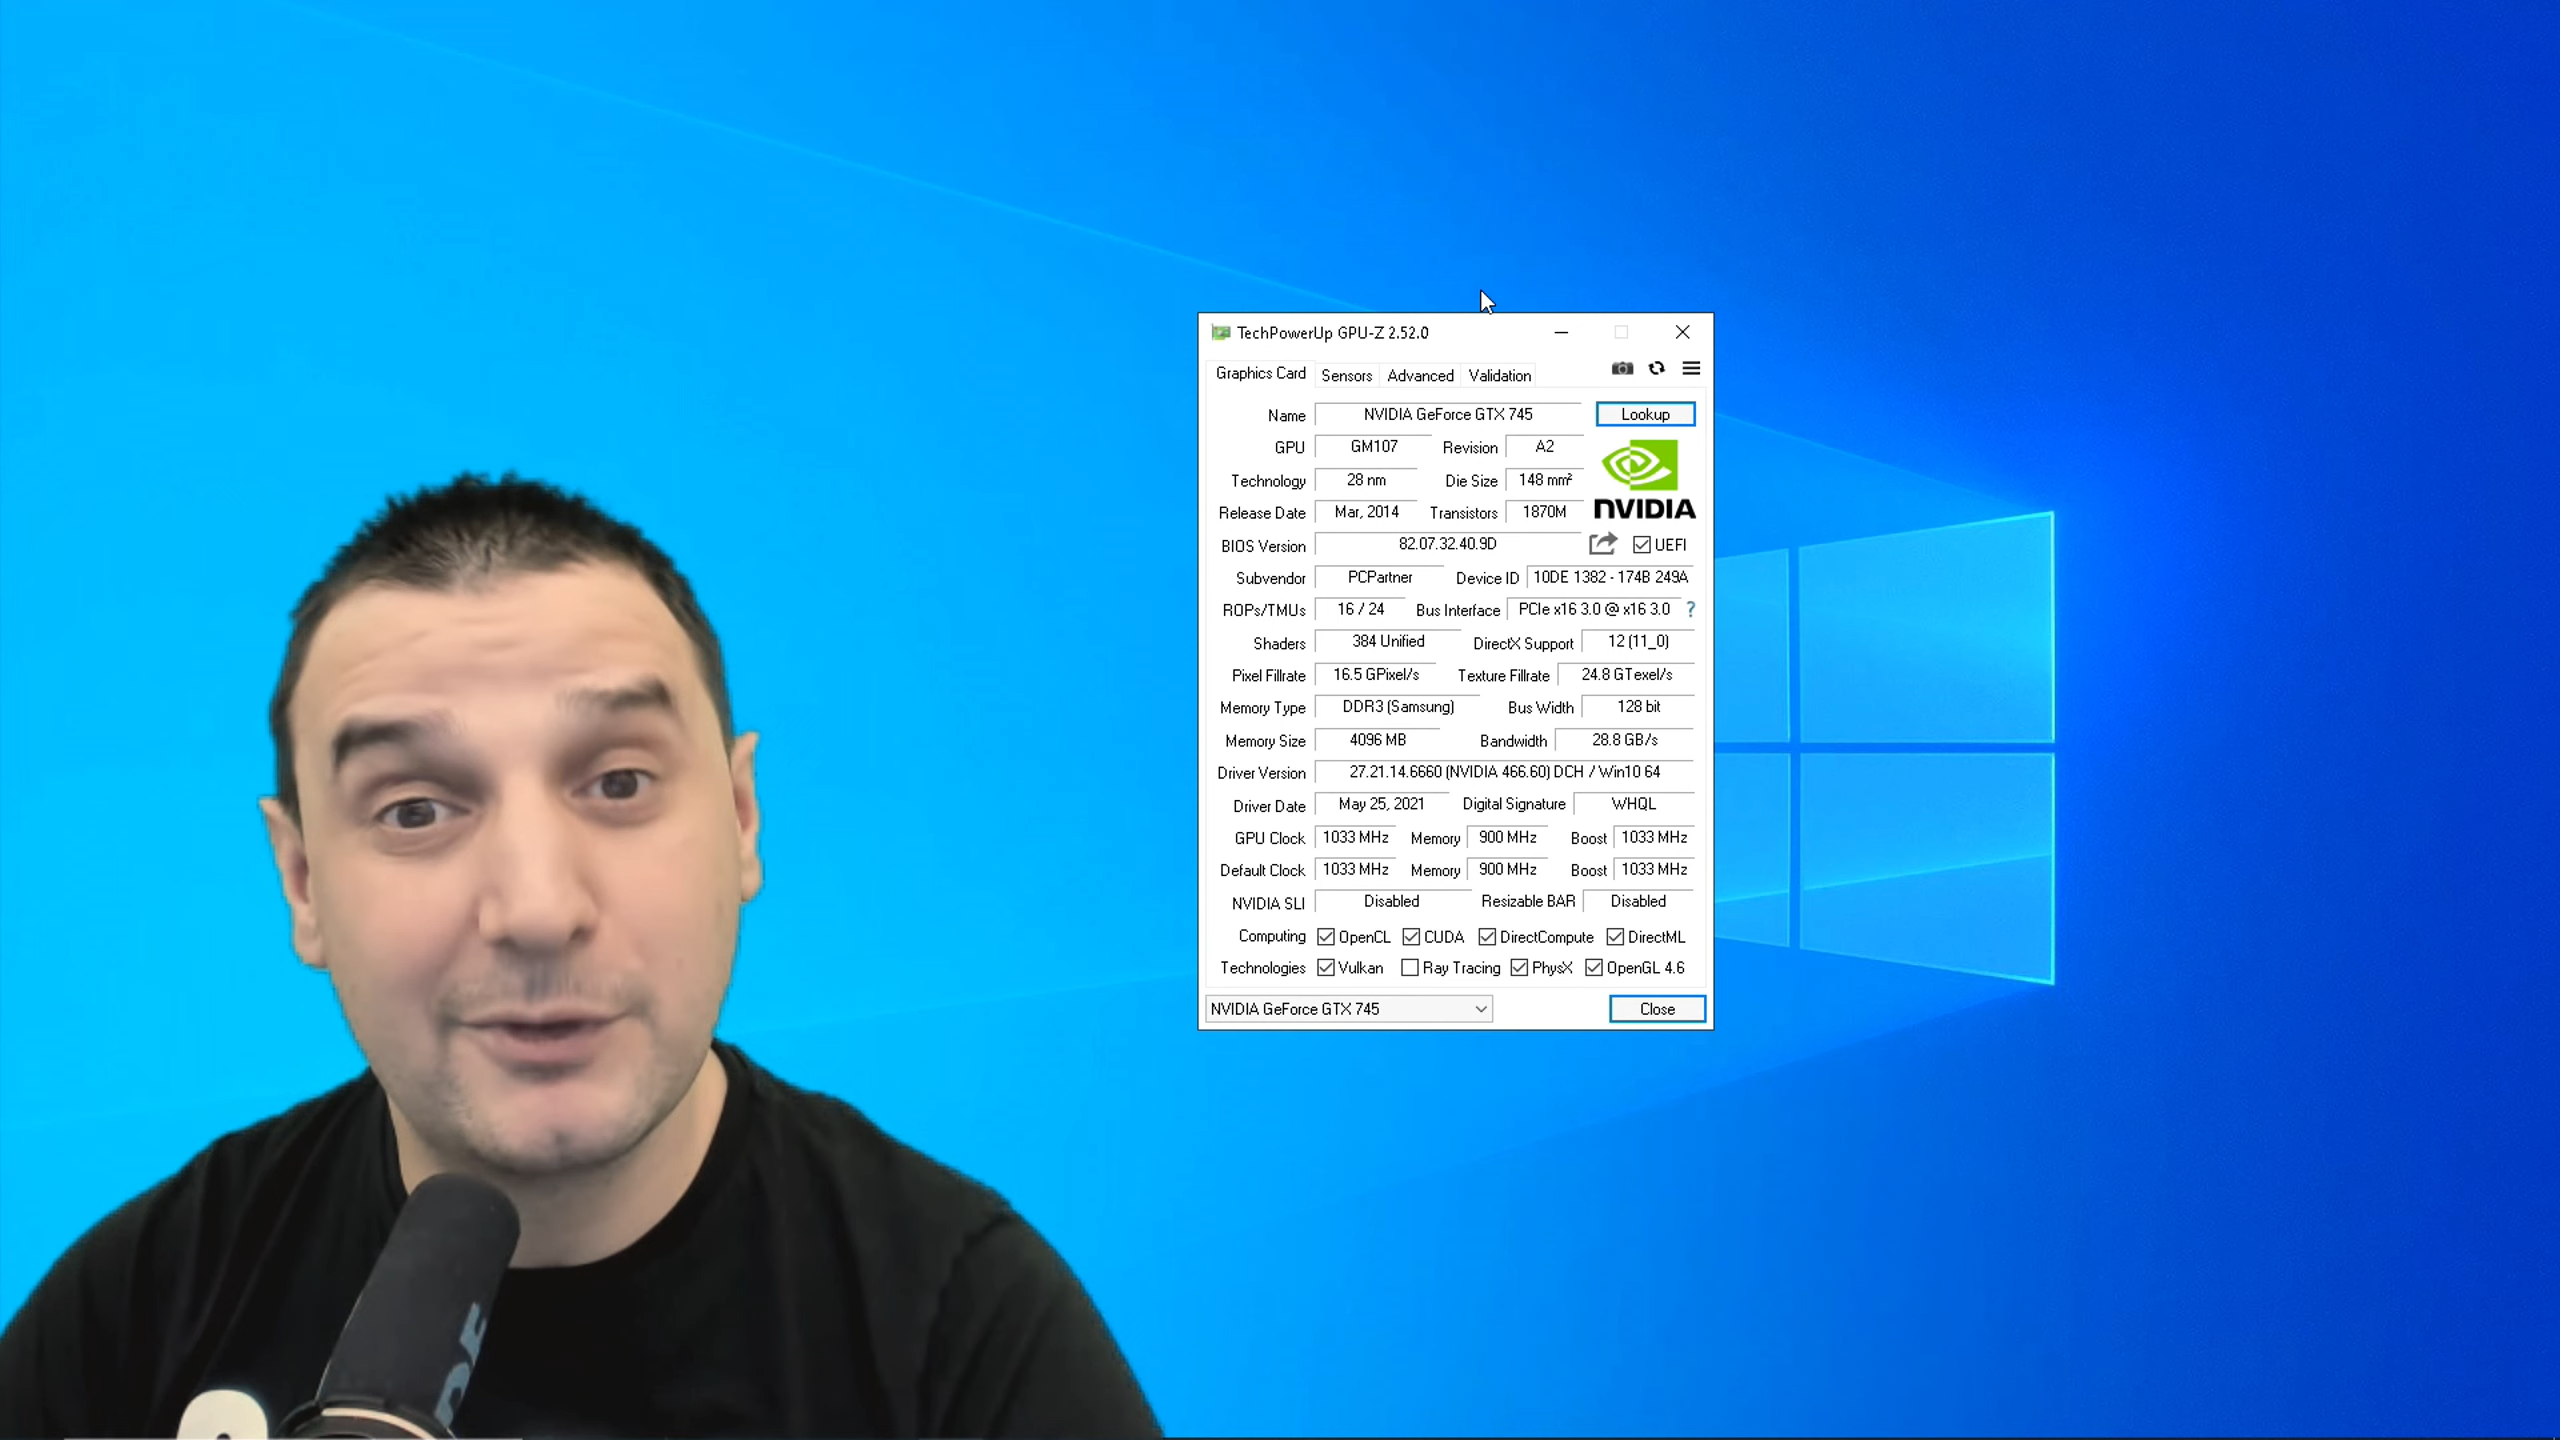 TechPowerUp GPU-Z 2.52.0
Graphics Card Sensors Advanced Validation
Name NVIDIA GeForce GTX 745 Lookup
GPU GM107 Revision A2
Technology 28 nm Die Size 148 mm²
Release Date Mar, 2014 Transistors 1870M
NVIDIA
BIOS Version 82.07.32.40.9D UEFI
Subvendor PCPartner Device ID 10DE 1382 - 174B 249A
ROPs/TMUs 16 / 24 Bus Interface PCIe x16 3.0 @ x16 3.0 ?
Shaders 384 Unified DirectX Support 12 (11_0)
Pixel Fillrate 16.5 GPixel/s Texture Fillrate 24.8 GTexel/s
Memory Type DDR3 (Samsung) Bus Width 128 bit
Memory Size 4096 MB Bandwidth 28.8 GB/s
Driver Version 27.21.14.6660 (NVIDIA 466.60) DCH / Win10 64
Driver Date May 25, 2021 Digital Signature WHQL
GPU Clock 1033 MHz Memory 900 MHz Boost 1033 MHz
Default Clock 1033 MHz Memory 900 MHz Boost 1033 MHz
NVIDIA SLI Disabled Resizable BAR Disabled
Computing OpenCL CUDA DirectCompute DirectML
Technologies Vulkan Ray Tracing PhysX OpenGL 4.6
NVIDIA GeForce GTX 745 Close